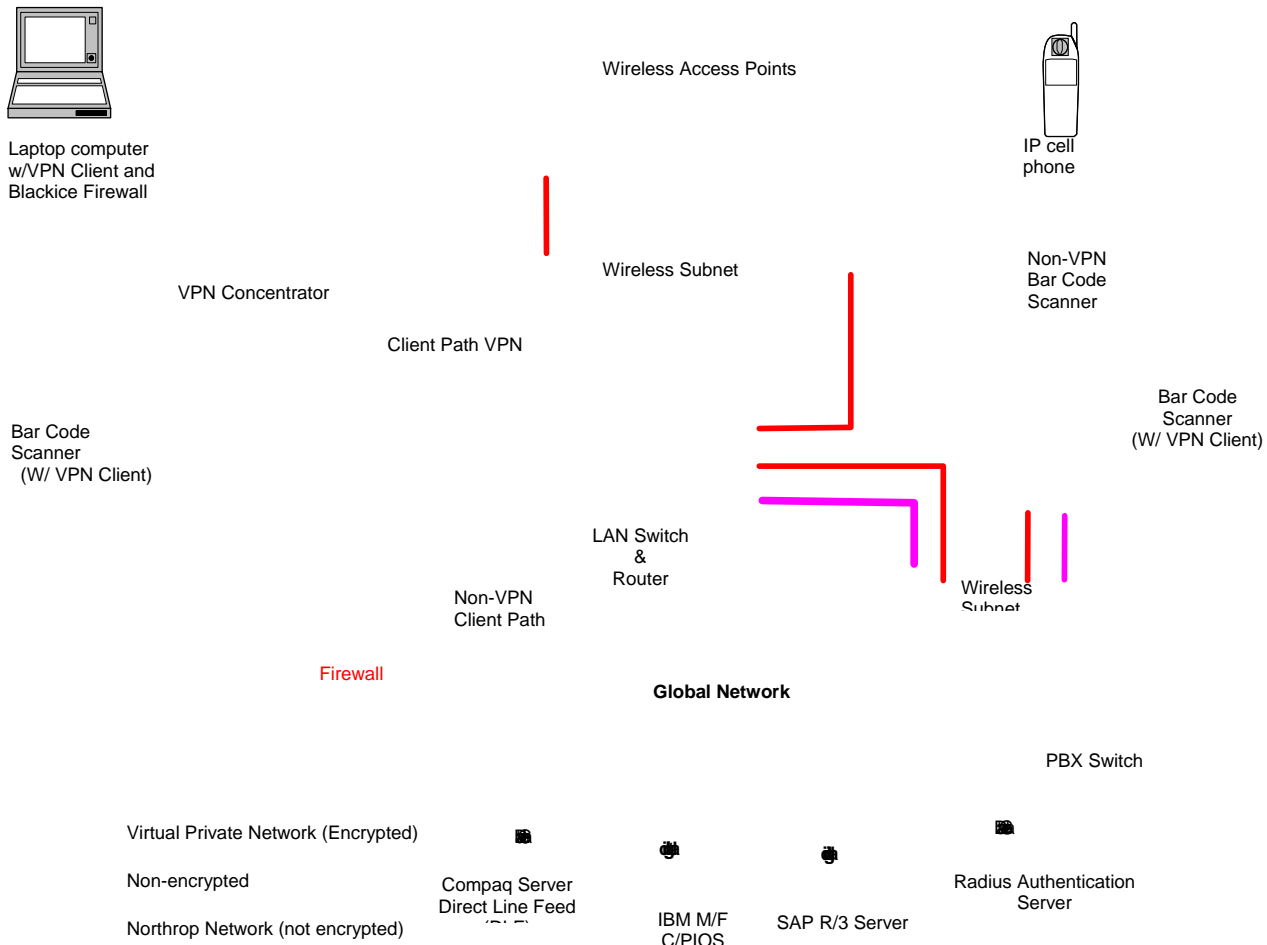 Wireless Access Points
Laptop computer
w/VPN Client and
Blackice Firewall
IP cell
phone
Wireless Subnet
Non-VPN
Bar Code
Scanner
VPN Concentrator
Client Path VPN
Bar Code
Scanner
(W/ VPN Client)
Bar Code
Scanner
(W/ VPN Client)
LAN Switch
&
Router
Non-VPN
Client Path
Wireless
Subnet
Firewall
Global Network
PBX Switch
Virtual Private Network (Encrypted)
Non-encrypted
Northrop Network (not encrypted)
Compaq Server
Direct Line Feed
IBM M/F
C/PIOS
SAP R/3 Server
Radius Authentication
Server